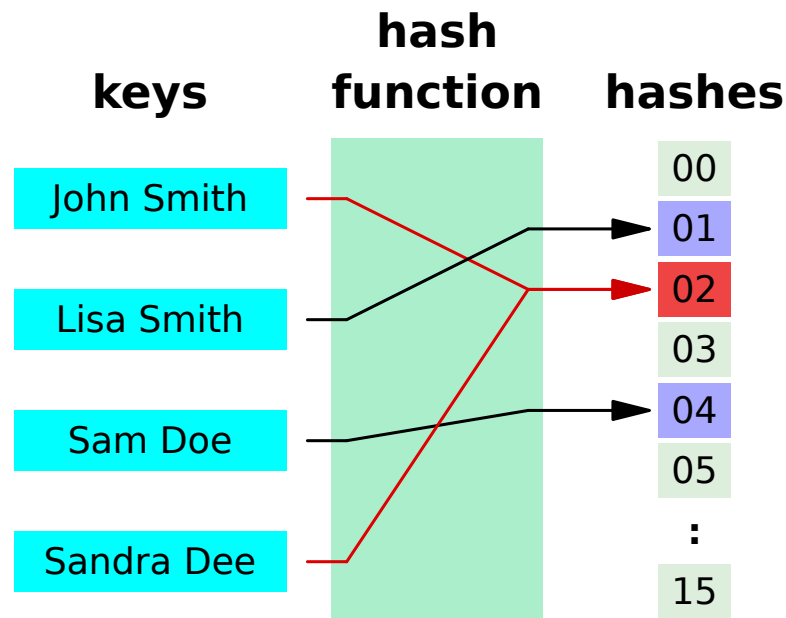 keys
hash
function
hashes
John Smith
Lisa Smith
Sam Doe
Sandra Dee
00
01
02
03
04
05
:
15